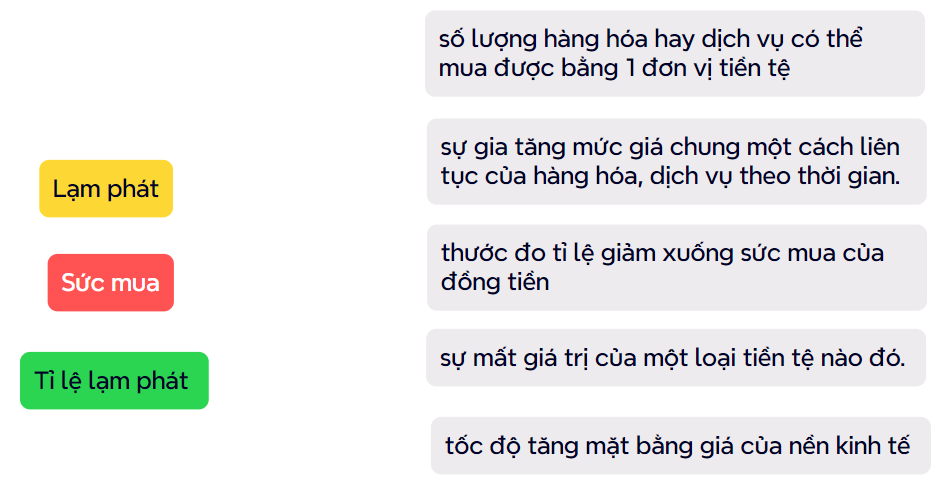 Lạm phát
Sức mua
Tỉ lệ lạm phát
số lượng hàng hóa hay dịch vụ có thể
mua được bằng 1 đơn vị tiền tệ
sự gia tăng mức giá chung một cách liên
tục của hàng hóa, dịch vụ theo thời gian.
thước đo tỉ lệ giảm xuống sức mua của
đồng tiền
sự mất giá trị của một loại tiền tệ nào đó.
tốc độ tăng mặt bằng giá của nền kinh tế